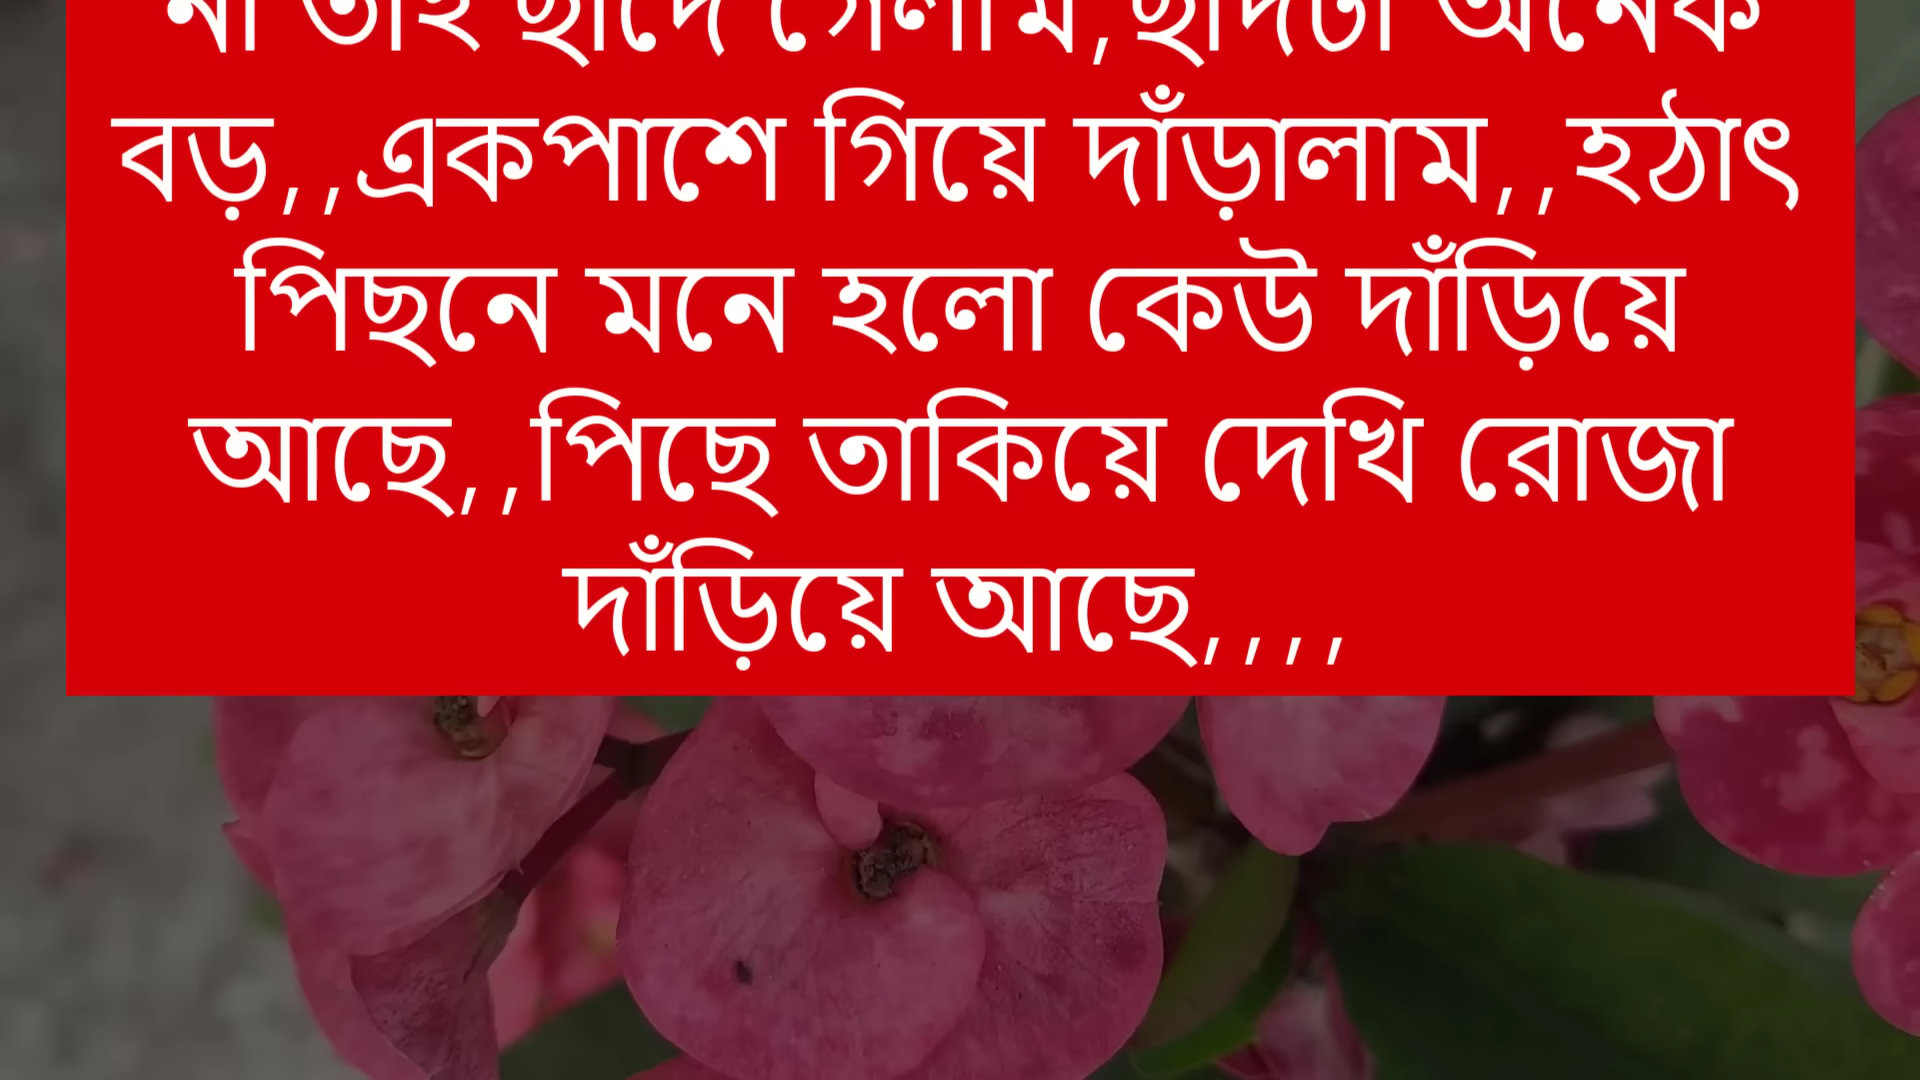 না তাই ছাদে গেলাম,ছাদটা অনেক
বড়,,একপাশে গিয়ে দাঁড়ালাম,,হঠাৎ
পিছনে মনে হলো কেউ দাঁড়িয়ে
আছে,,পিছে তাকিয়ে দেখি রোজা
দাঁড়িয়ে আছে,,,,